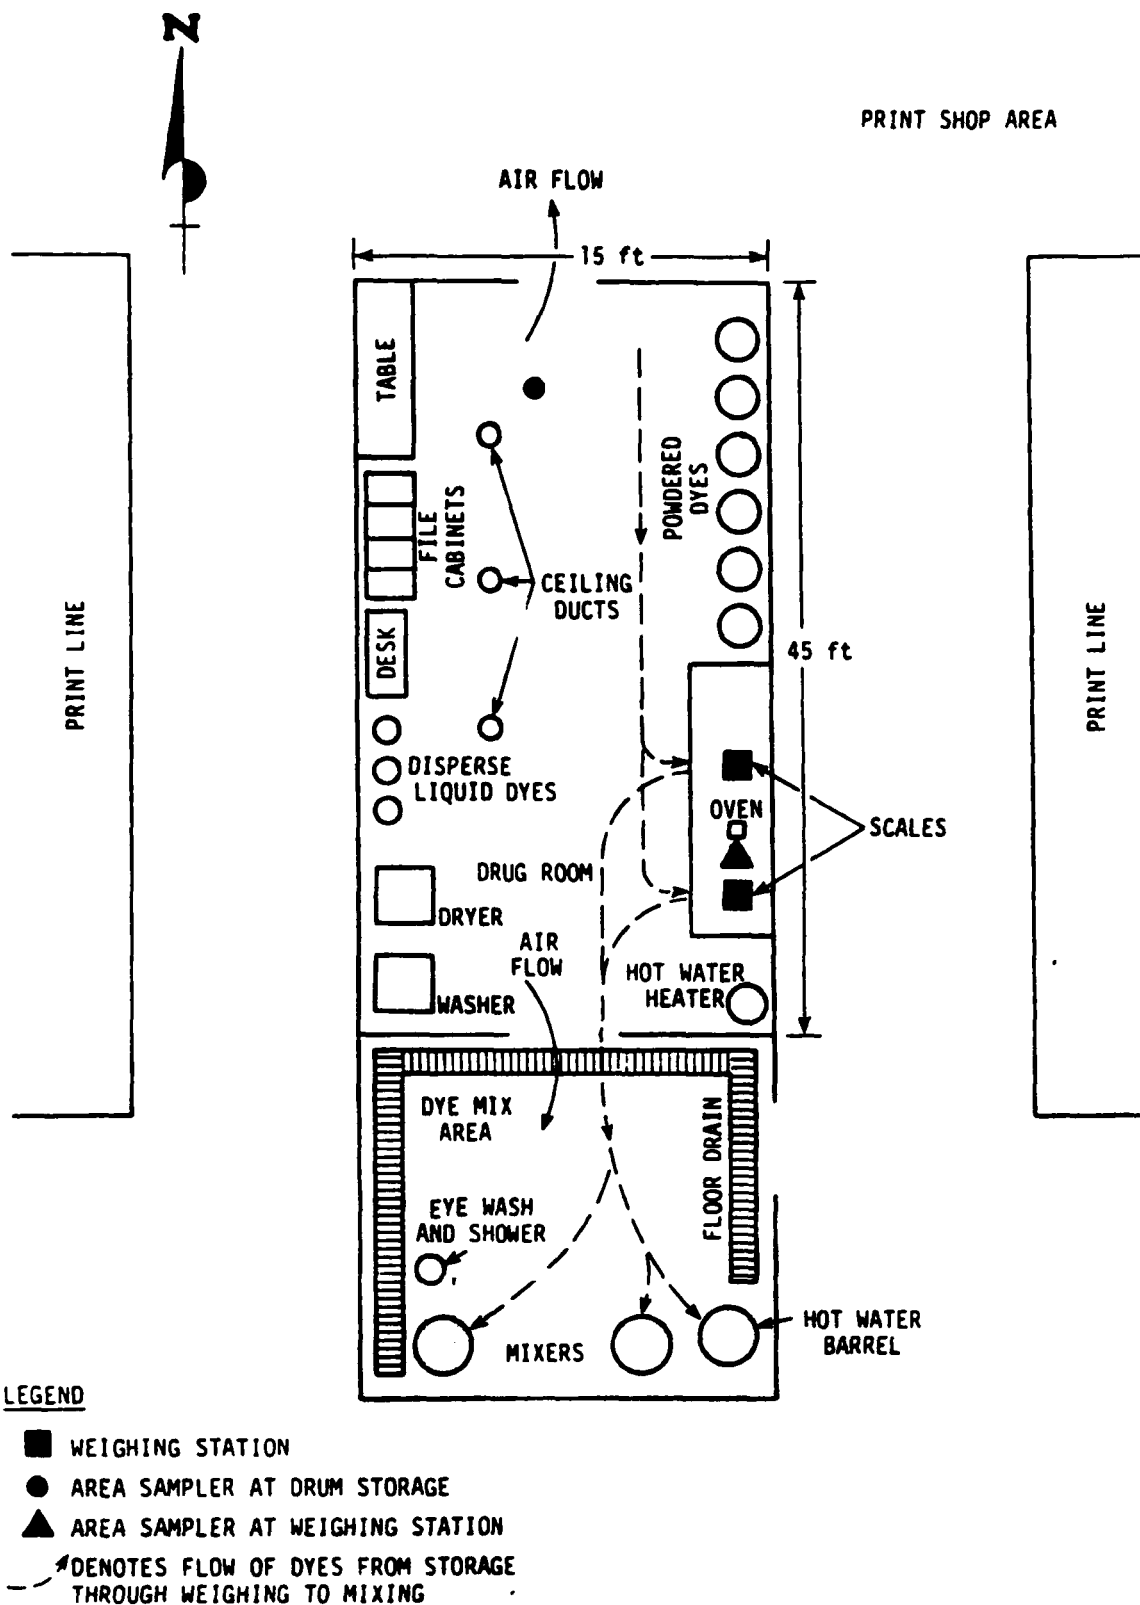 N
PRINT SHOP AREA
AIR FLOW
15 ft
TABLE
POWDERED
DYES
FILE
CABINETS
CEILING
DUCTS
45 ft
PRINT LINE
PRINT LINE
DESK
DISPERSE
LIQUID DYES
OVEN
SCALES
DRUG ROOM
DRYER
AIR
FLOW
HOT WATER
HEATER
WASHER
DYE MIX
AREA
FLOOR DRAIN
EYE WASH
AND SHOWER
MIXERS
HOT WATER
BARREL
LEGEND
WEIGHING STATION
AREA SAMPLER AT DRUM STORAGE
AREA SAMPLER AT WEIGHING STATION
DENOTES FLOW OF DYES FROM STORAGE
THROUGH WEIGHING TO MIXING